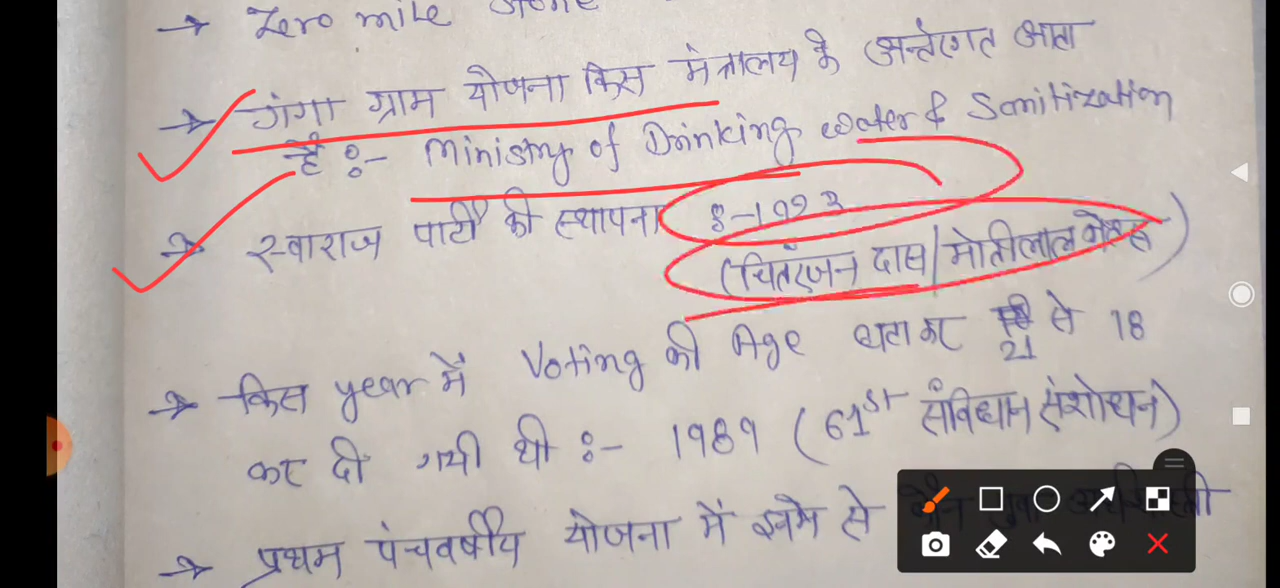 → Zero mile
→ गंगा ग्राम योजना किस मंत्रालय के अन्तर्गत आता
है :- Ministry of Drinking water & Sanitization
→ स्वाराज पार्टी की स्थापना :- 1923
(चितरंजन दास/मोतीलाल नेहरू)
→ किस year में Voting की Age घटाकर 21 से 18
कर दी गयी थी :- 1989 (61st संविधान संशोधन)
→ प्रथम पंचवर्षीय योजना में इनमे से कौन